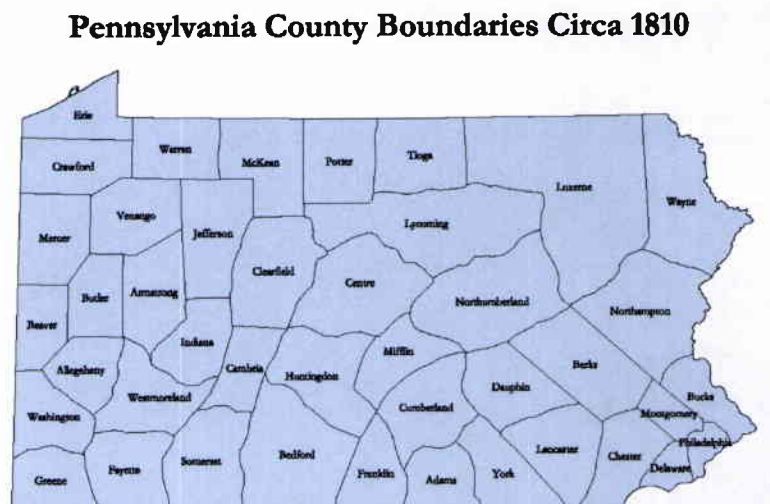 Pennsylvania County Boundaries Circa 1810
Erie
Crawford
Warren
McKean
Potter
Tioga
Luzerne
Wayne
Mercer
Venango
Jefferson
Lycoming
Clearfield
Centre
Butler
Armstrong
Northumberland
Northampton
Beaver
Indiana
Mifflin
Allegheny
Cambria
Huntingdon
Berks
Dauphin
Westmoreland
Bucks
Washington
Cumberland
Montgomery
Philadelphia
Greene
Fayette
Somerset
Bedford
Franklin
Adams
York
Lancaster
Chester
Delaware